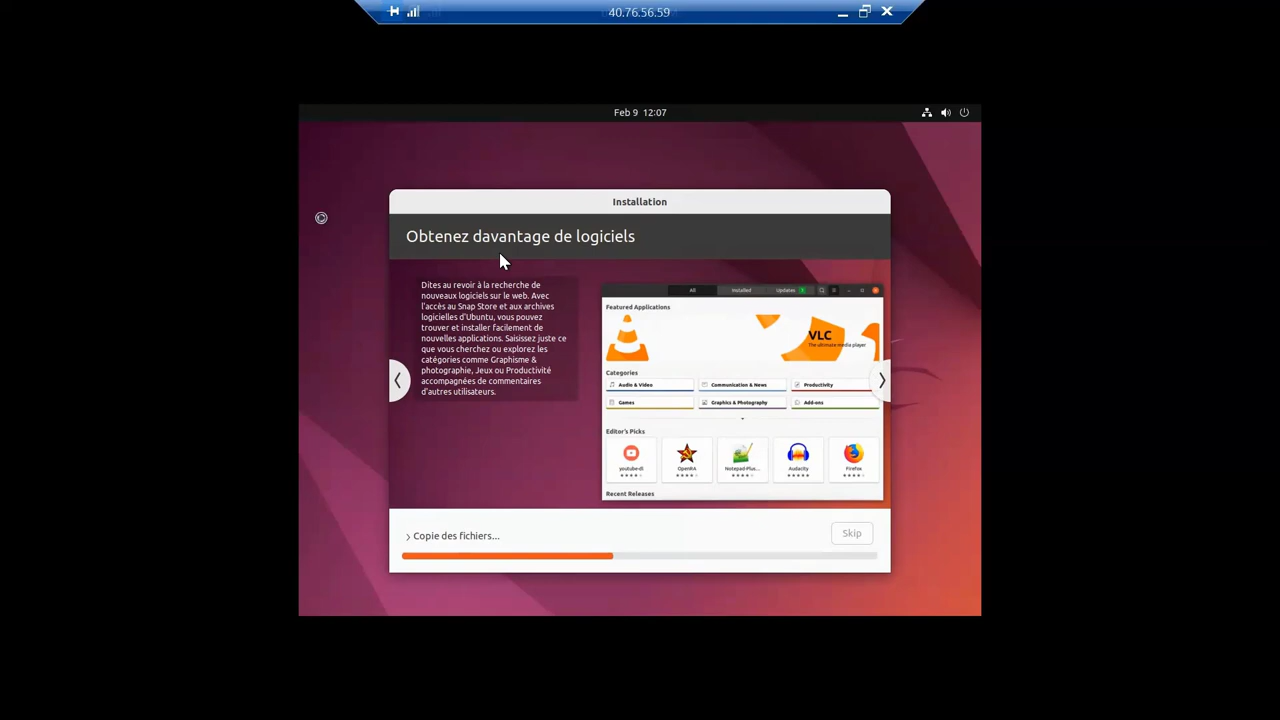 40.76.56.59
Feb 9 12:07
Installation
Obtenez davantage de logiciels
Dites au revoir à la recherche de
nouveaux logiciels sur le web. Avec
l'accès au Snap Store et aux archives
logicielles d'Ubuntu, vous pouvez
trouver et installer facilement de
nouvelles applications. Saisissez juste ce
que vous cherchez ou explorez les
catégories comme Graphisme &
photographie, Jeux ou Productivité
accompagnées de commentaires
d'autres utilisateurs.
All Installed Updates
Featured Applications
VLC
The ultimate media player
Categories
Audio & Video Communication & News Productivity
Games Graphics & Photography Add-ons
Editor's Picks
youtube-dl OpenRA Notepad-Plus... Audacity Firefox
Recent Releases
Copie des fichiers...
Skip